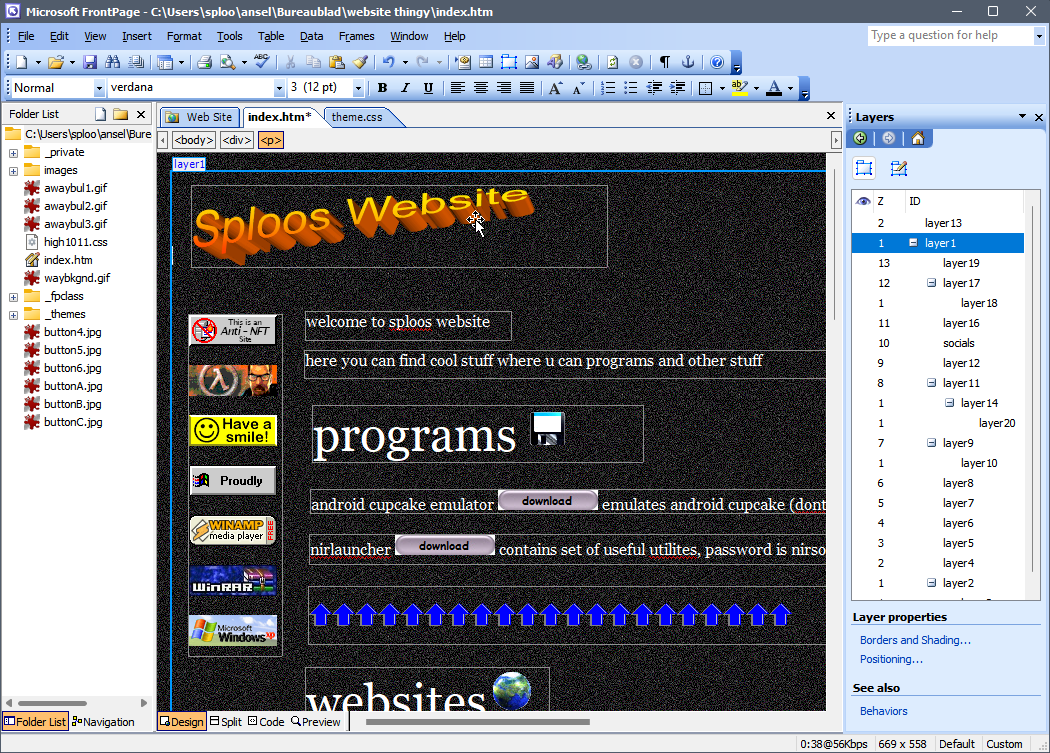 Microsoft FrontPage - C:\Users\sploo\ansel\Bureaublad\website thingy\index.htm
File Edit View Insert Format Tools Table Data Frames Window Help
Type a question for help
Normal verdana 3 (12 pt) B I U
Folder List
C:\Users\sploo\ansel\Bure
_private
images
awaybul1.gif
awaybul2.gif
awaybul3.gif
high1011.css
index.htm
waybkgnd.gif
_fpclass
_themes
button4.jpg
button5.jpg
button6.jpg
buttonA.jpg
buttonB.jpg
buttonC.jpg
Folder List Navigation
Web Site index.htm* theme.css
<body> <div> <p>
layer1
Sploos Website
This is an
Anti - NFT
Site
Have a
smile!
Proudly
WINAMP
media player
FREE
WinRAR
Microsoft
Windows xp
welcome to sploos website
here you can find cool stuff where u can programs and other stuff
programs
android cupcake emulator download emulates android cupcake (dont
nirlauncher download contains set of useful utilites, password is nirso
websites
Design Split Code Preview
Layers
Z ID
2 layer13
1 layer1
13 layer19
12 layer17
1 layer18
11 layer16
10 socials
9 layer12
8 layer11
1 layer14
1 layer20
7 layer9
1 layer10
6 layer8
5 layer7
4 layer6
3 layer5
2 layer4
1 layer2
Layer properties
Borders and Shading...
Positioning...
See also
Behaviors
0:38@56Kbps 669 x 558 Default Custom